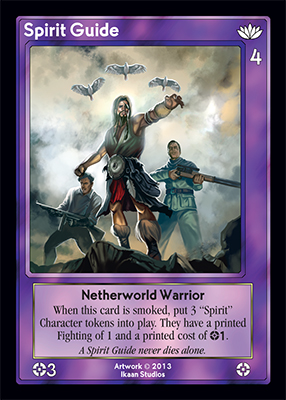 Spirit Guide
4
Netherworld Warrior
When this card is smoked, put 3 “Spirit”
Character tokens into play. They have a printed
Fighting of 1 and a printed cost of 1.
A Spirit Guide never dies alone.
3
Artwork © 2013
Ikaan Studios